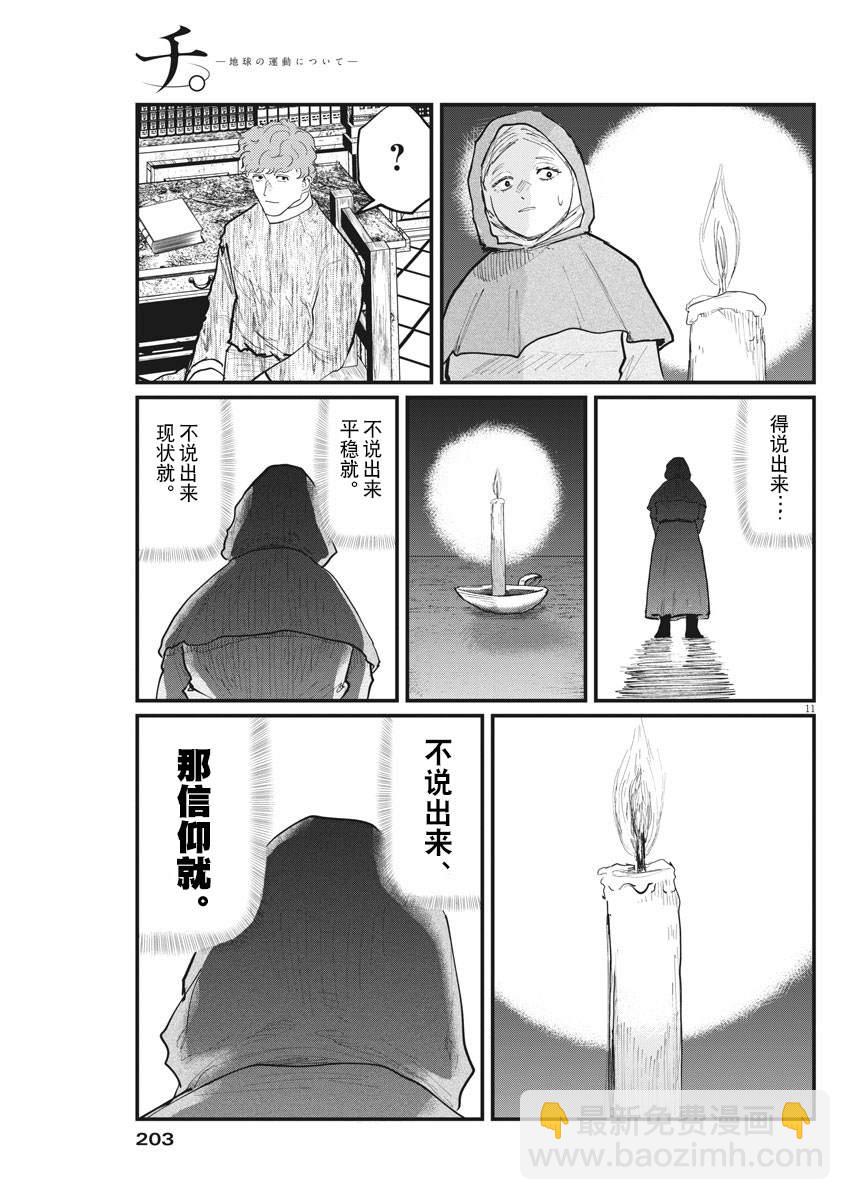 チ。
—地球の運動について—
?
得说出来…
不说出来
平稳就。
不说出来
现状就。
11
不说出来、
那信仰就。
203
👇最新免费漫画👇
www.baozimh.com